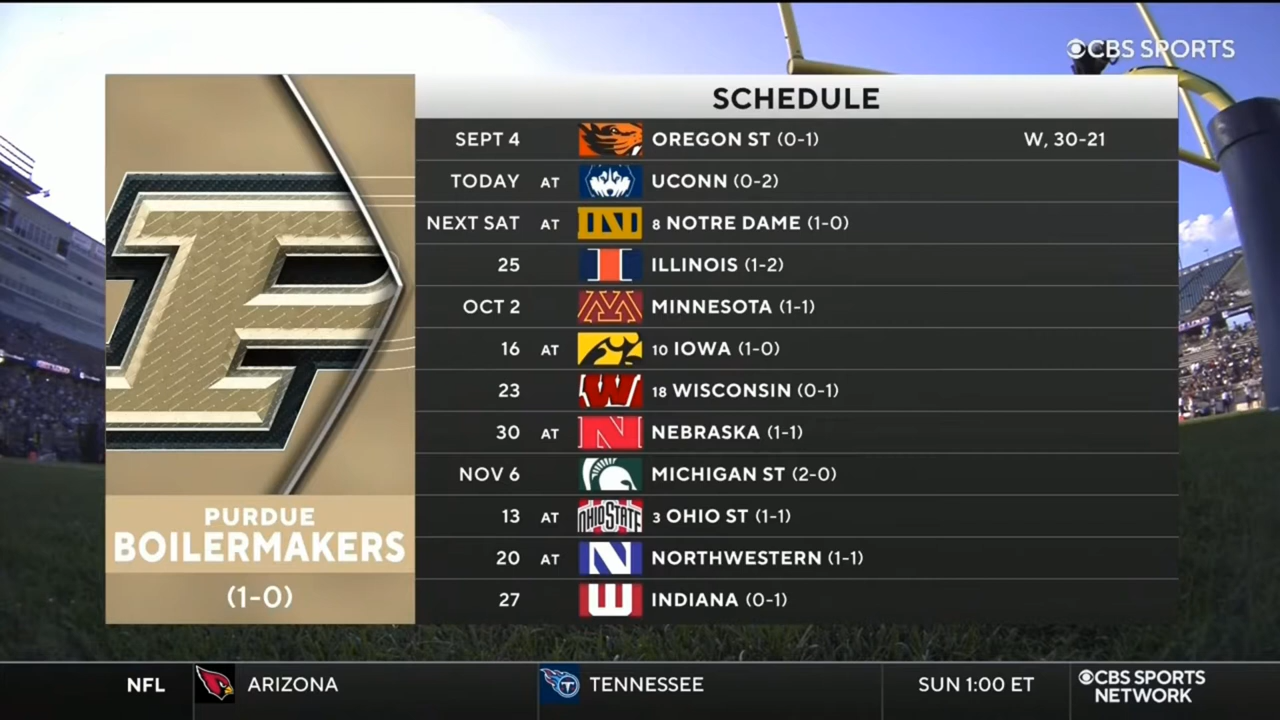 CBS SPORTS
SCHEDULE
SEPT 4 OREGON ST (0-1) W, 30-21
TODAY AT UCONN (0-2)
NEXT SAT AT 8 NOTRE DAME (1-0)
25 ILLINOIS (1-2)
OCT 2 MINNESOTA (1-1)
16 AT 10 IOWA (1-0)
23 18 WISCONSIN (0-1)
30 AT NEBRASKA (1-1)
NOV 6 MICHIGAN ST (2-0)
13 AT OHIO STATE 3 OHIO ST (1-1)
20 AT NORTHWESTERN (1-1)
27 INDIANA (0-1)
PURDUE
BOILERMAKERS
(1-0)
NFL ARIZONA TENNESSEE SUN 1:00 ET CBS SPORTS
NETWORK